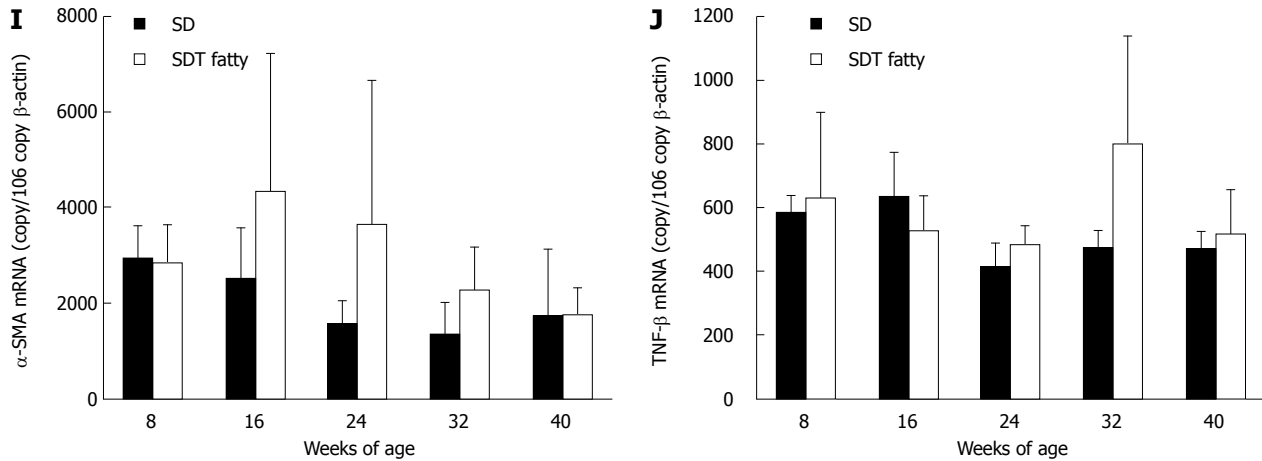 I
α-SMA mRNA (copy/106 copy β-actin)
8000
6000
4000
2000
0
SD
SDT fatty
8 16 24 32 40
Weeks of age
J
TNF-β mRNA (copy/106 copy β-actin)
1200
1000
800
600
400
200
0
SD
SDT fatty
8 16 24 32 40
Weeks of age